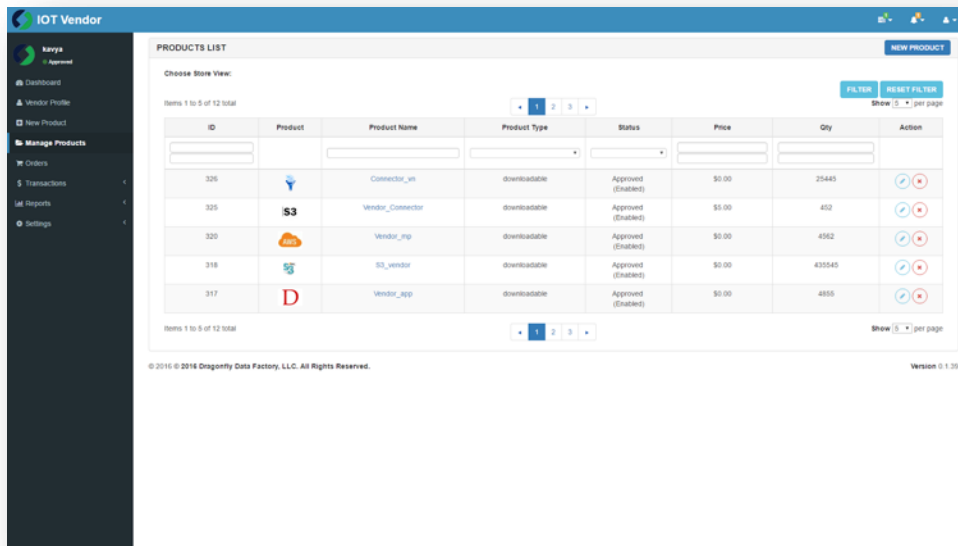 IOT Vendor
kavya
Approved
Dashboard
Vendor Profile
New Product
Manage Products
Orders
Transactions
Reports
Settings
PRODUCTS LIST
NEW PRODUCT
Choose Store View:
FILTER RESET FILTER
Items 1 to 5 of 12 total 1 2 3 Show 5 per page
ID Product Product Name Product Type Status Price Qty Action
326 Connector_vn downloadable Approved (Enabled) $0.00 25445
325 S3 Vendor_Connector downloadable Approved (Enabled) $5.00 452
320 AWS Vendor_mp downloadable Approved (Enabled) $0.00 4562
318 S3 S3_vendor downloadable Approved (Enabled) $0.00 435545
317 D Vendor_app downloadable Approved (Enabled) $0.00 4855
Items 1 to 5 of 12 total 1 2 3 Show 5 per page
© 2016 © 2016 Dragonfly Data Factory, LLC. All Rights Reserved. Version 0.1.39